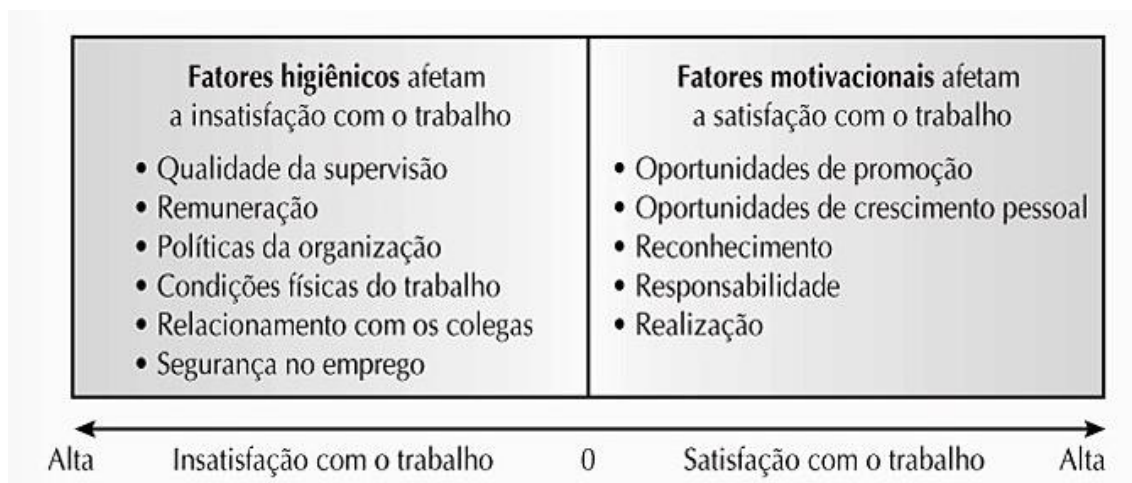 Fatores higiênicos afetam
a insatisfação com o trabalho
• Qualidade da supervisão
• Remuneração
• Políticas da organização
• Condições físicas do trabalho
• Relacionamento com os colegas
• Segurança no emprego
Fatores motivacionais afetam
a satisfação com o trabalho
• Oportunidades de promoção
• Oportunidades de crescimento pessoal
• Reconhecimento
• Responsabilidade
• Realização
Alta Insatisfação com o trabalho 0 Satisfação com o trabalho Alta